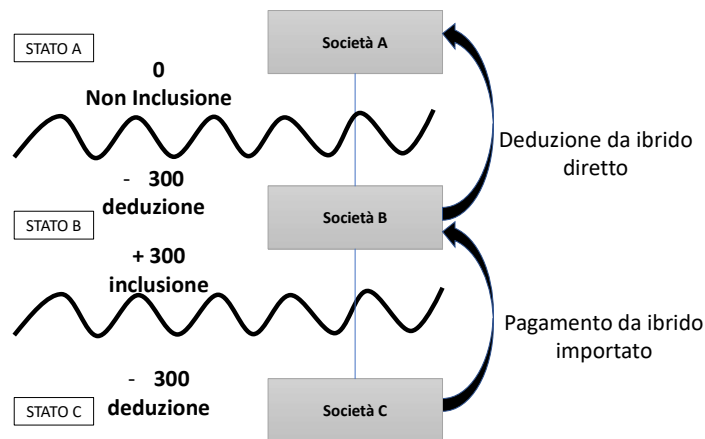 STATO A
Società A
0
Non Inclusione
Deduzione da ibrido
diretto
- 300
deduzione
Società B
STATO B
+ 300
inclusione
Pagamento da ibrido
importato
- 300
deduzione
STATO C
Società C